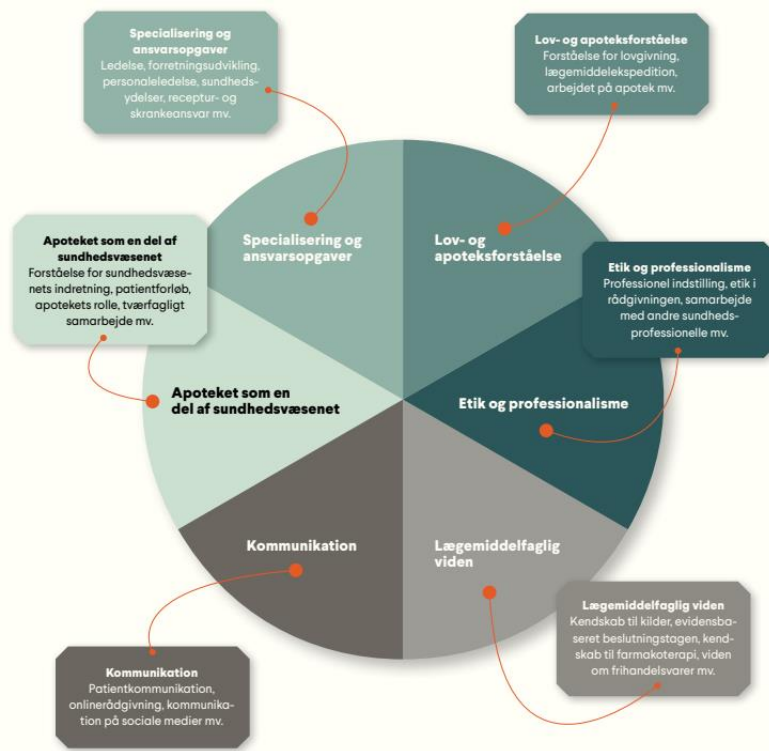 Specialisering og
ansvarsopgaver
Ledelse, forretningsudvikling,
personaleledelse, sundheds-
ydelser, receptur- og
skrankeansvar mv.
Lov- og apoteksforståelse
Forståelse for lovgivning,
lægemiddelekspedition,
arbejdet på apotek mv.
Specialisering og
ansvarsopgaver
Lov- og
apoteksforståelse
Apoteket som en del af
sundhedsvæsenet
Forståelse for sundhedsvæse-
nets indretning, patientforløb,
apotekets rolle, tværfagligt
samarbejde mv.
Etik og professionalisme
Professionel indstilling, etik i
rådgivningen, samarbejde
med andre sundheds-
professionelle mv.
Apoteket som en
del af sundhedsvæsenet
Etik og professionalisme
Kommunikation
Lægemiddelfaglig
viden
Lægemiddelfaglig viden
Kendskab til kilder, evidensba-
seret beslutningstagen, kend-
skab til farmakoterapi, viden
om frihandelsvarer mv.
Kommunikation
Patientkommunikation,
onlinerådgivning, kommunika-
tion på sociale medier mv.